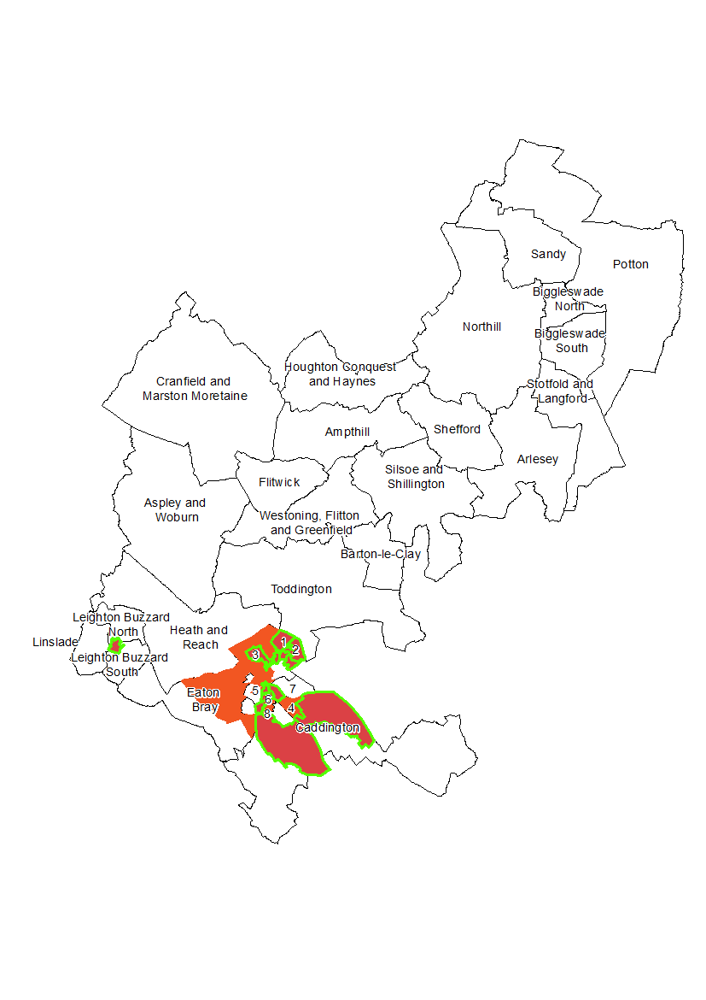 Sandy
Potton
Biggleswade
North
Northill
Biggleswade
South
Houghton Conquest
and Haynes
Cranfield and
Marston Moretaine
Stotfold and
Langford
Ampthill
Shefford
Arlesey
Silsoe and
Shillington
Flitwick
Aspley and
Woburn
Westoning, Flitton
and Greenfield
Barton-le-Clay
Toddington
Leighton Buzzard
North
Heath and
Reach
Linslade
1
2
3
Leighton Buzzard
South
Eaton
Bray
5
7
6
4
8
Caddington